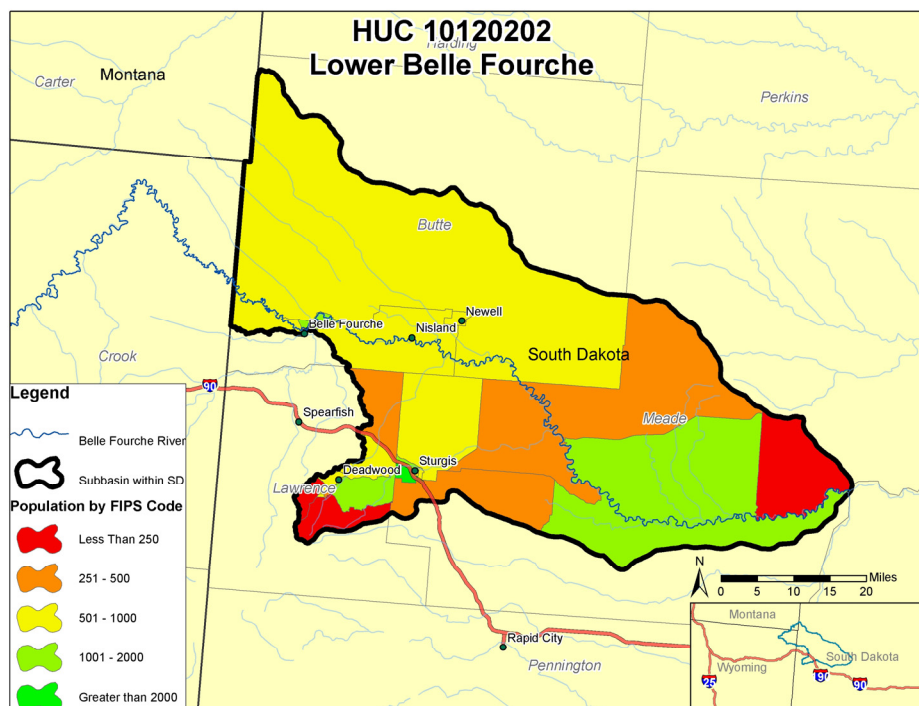 HUC 10120202
Lower Belle Fourche
Harding
Montana
Carter
Perkins
Butte
Newell
Belle Fourche
Nisland
South Dakota
Crook
90
Legend
Belle Fourche River
Subbasin within SD
Population by FIPS Code
Less Than 250
251 - 500
501 - 1000
1001 - 2000
Greater than 2000
Spearfish
Meade
Deadwood
Sturgis
Lawrence
N
Miles
0 5 10 15 20
Rapid City
Pennington
Montana
South Dakota
Wyoming
25
90
90